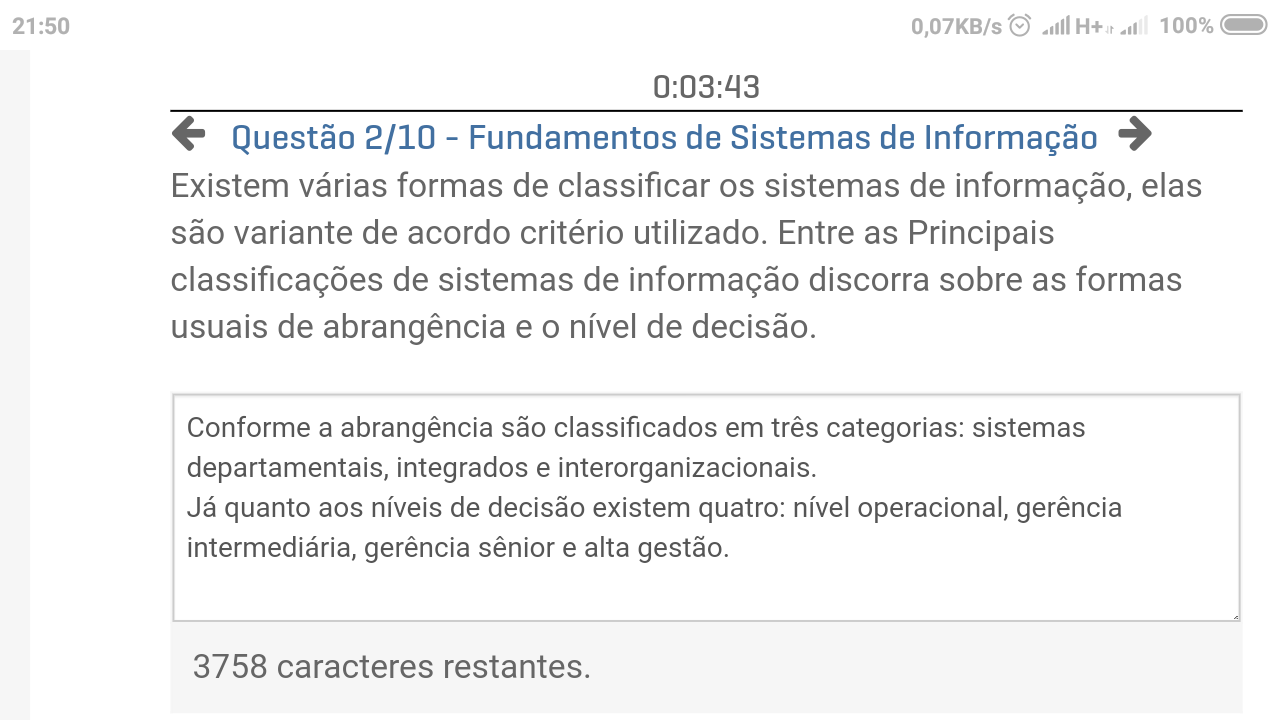 21:50
0,07KB/s H+ 100%
0:03:43
Questão 2/10 - Fundamentos de Sistemas de Informação
Existem várias formas de classificar os sistemas de informação, elas
são variante de acordo critério utilizado. Entre as Principais
classificações de sistemas de informação discorra sobre as formas
usuais de abrangência e o nível de decisão.
Conforme a abrangência são classificados em três categorias: sistemas
departamentais, integrados e interorganizacionais.
Já quanto aos níveis de decisão existem quatro: nível operacional, gerência
intermediária, gerência sênior e alta gestão.
3758 caracteres restantes.